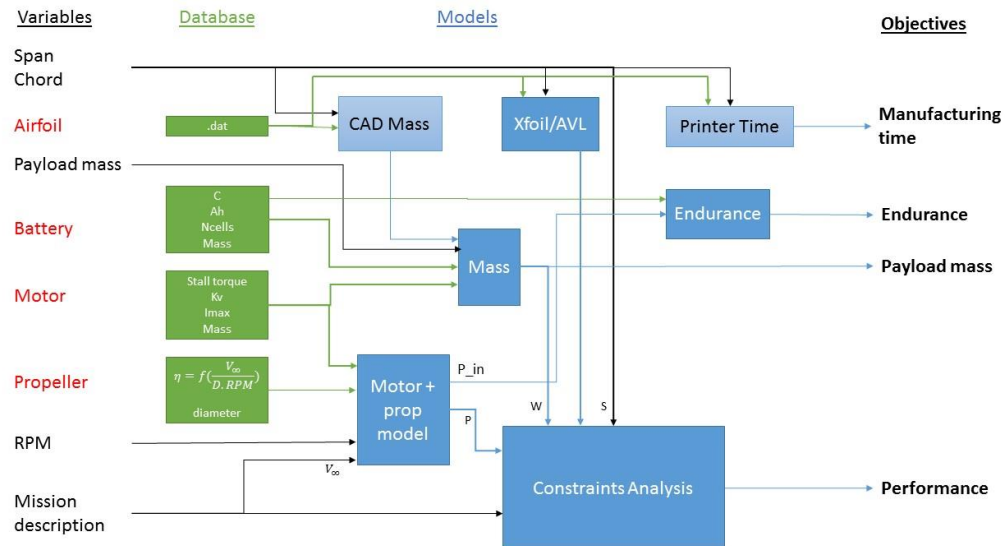 Variables
Database
Models
Objectives
Span
Chord
Airfoil
.dat
CAD Mass
Xfoil/AVL
Printer Time
Manufacturing
time
Payload mass
Battery
C
Ah
Ncells
Mass
Endurance
Endurance
Mass
Payload mass
Motor
Stall torque
Kv
Imax
Mass
Propeller
η = f(V∞/D.RPM)
diameter
Motor +
prop
model
P_in
P
W
S
RPM
V∞
Mission
description
Constraints Analysis
Performance